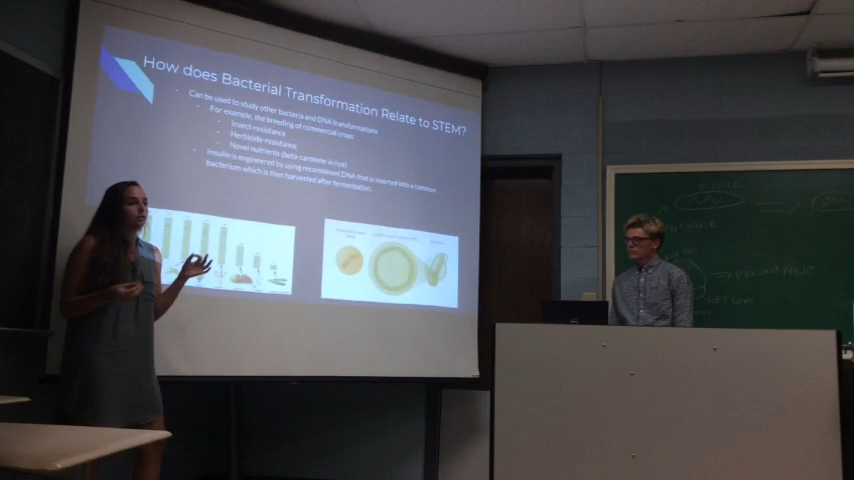 How does Bacterial Transformation Relate to STEM?
Can be used to study other bacteria and DNA transformations
For example, the breeding of commercial crops
Insect-resistance
Herbicide-resistance
Novel nutrients (beta-carotene in rice)
Insulin is engineered by using recombinant DNA that is inserted into a common
bacterium which is then harvested after fermentation.